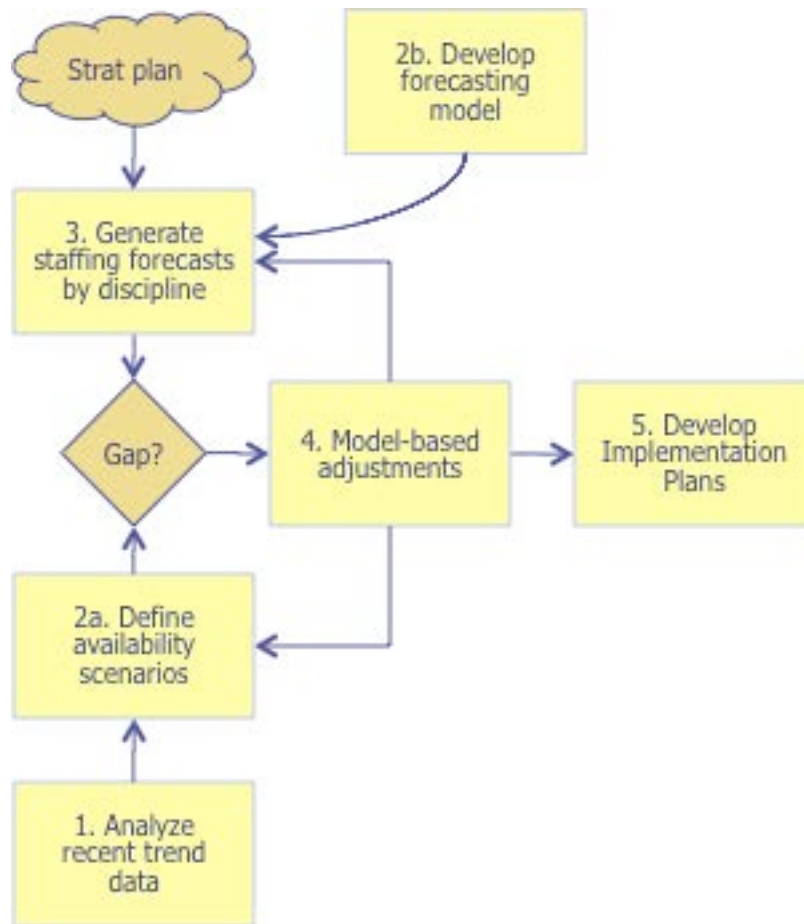 Strat plan
2b. Develop
forecasting
model
3. Generate
staffing forecasts
by discipline
Gap?
4. Model-based
adjustments
5. Develop
Implementation
Plans
2a. Define
availability
scenarios
1. Analyze
recent trend
data